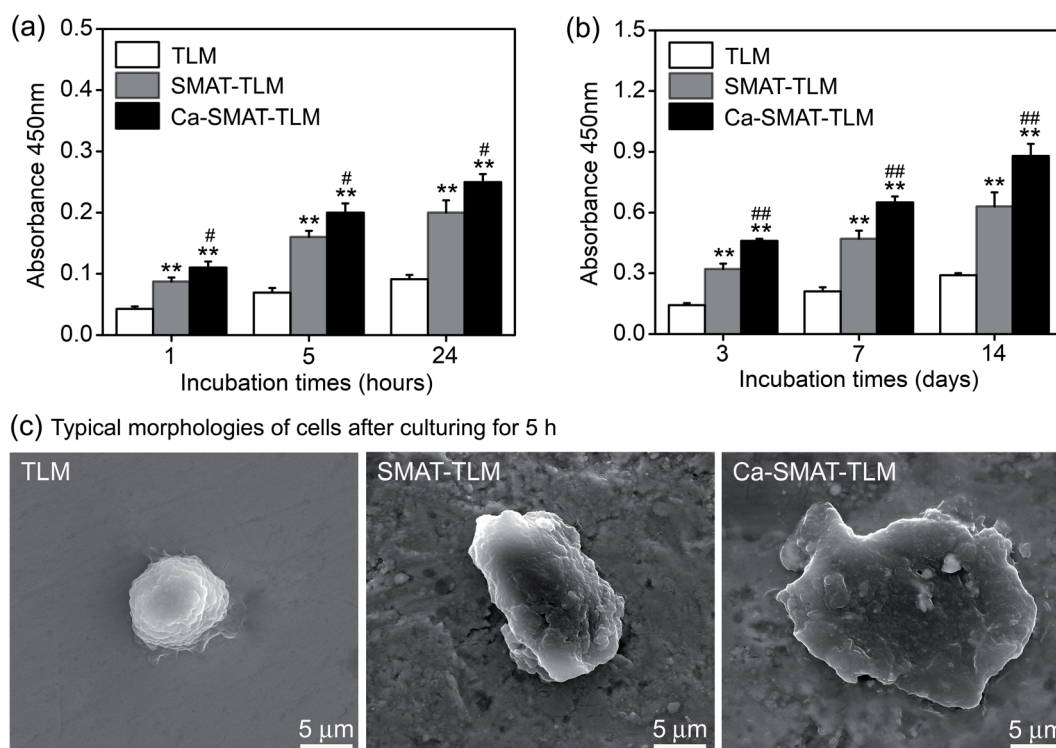 (a)
0.5
0.4
0.3
0.2
0.1
0.0
Absorbance 450nm
TLM
SMAT-TLM
Ca-SMAT-TLM
**
#
**
**
#
**
**
#
**
1 5 24
Incubation times (hours)
(b)
1.5
1.2
0.9
0.6
0.3
0.0
Absorbance 450nm
TLM
SMAT-TLM
Ca-SMAT-TLM
**
##
**
**
##
**
**
##
**
3 7 14
Incubation times (days)
(c) Typical morphologies of cells after culturing for 5 h
TLM
5 μm
SMAT-TLM
5 μm
Ca-SMAT-TLM
5 μm